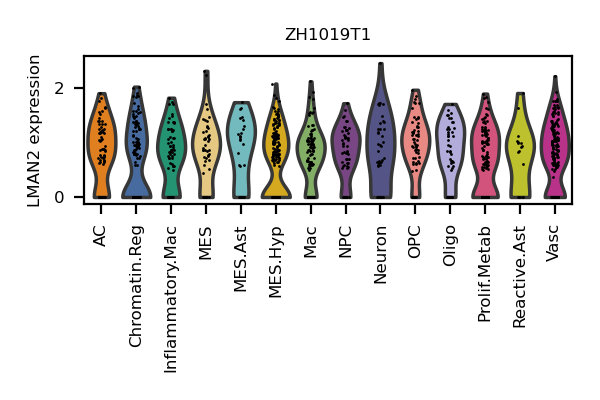 ZH1019T1
LMAN2 expression
2
0
AC
Chromatin.Reg
Inflammatory.Mac
MES
MES.Ast
MES.Hyp
Mac
NPC
Neuron
OPC
Oligo
Prolif.Metab
Reactive.Ast
Vasc